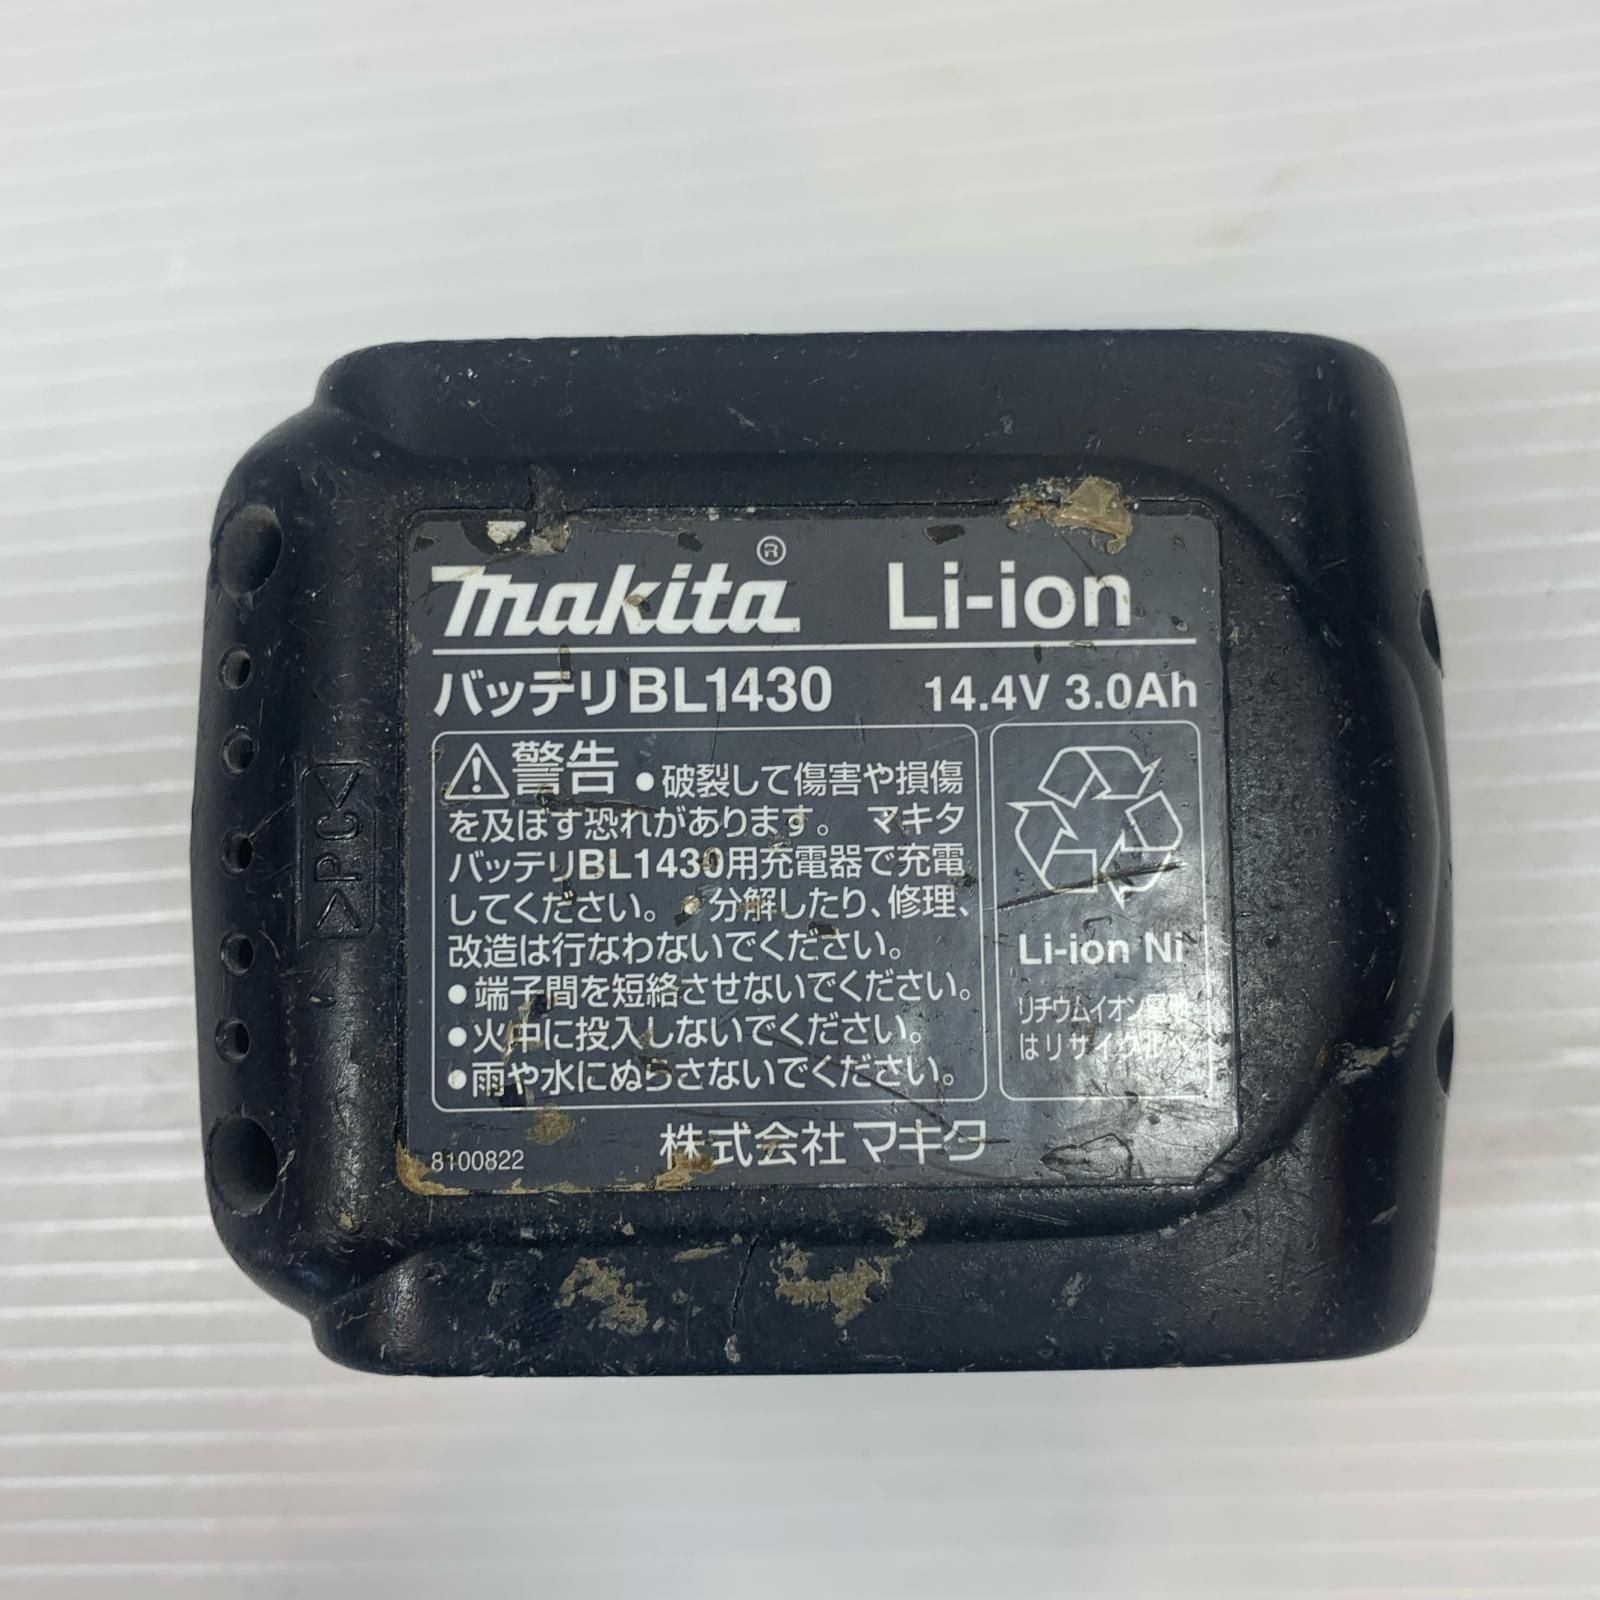 makita® Li-ion
バッテリBL1430 14.4V 3.0Ah
警告 ●破裂して傷害や損傷
を及ぼす恐れがあります。 マキタ
バッテリBL1430用充電器で充電
してください。 ●分解したり、修理、
改造は行なわないでください。
●端子間を短絡させないでください。
●火中に投入しないでください。
●雨や水にぬらさないでください。
Li-ion Ni
リチウムイオン電池
はリサイクルへ
株式会社マキタ
8100822
>PC<